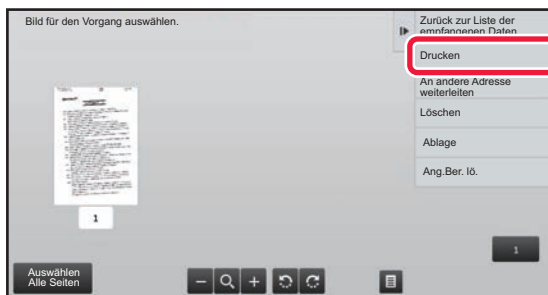 Bild für den Vorgang auswählen.
Zurück zur Liste der
empfangenen Daten
Drucken
An andere Adresse
weiterleiten
Löschen
Ablage
Ang.Ber. lö.
1
1
Auswählen
Alle Seiten